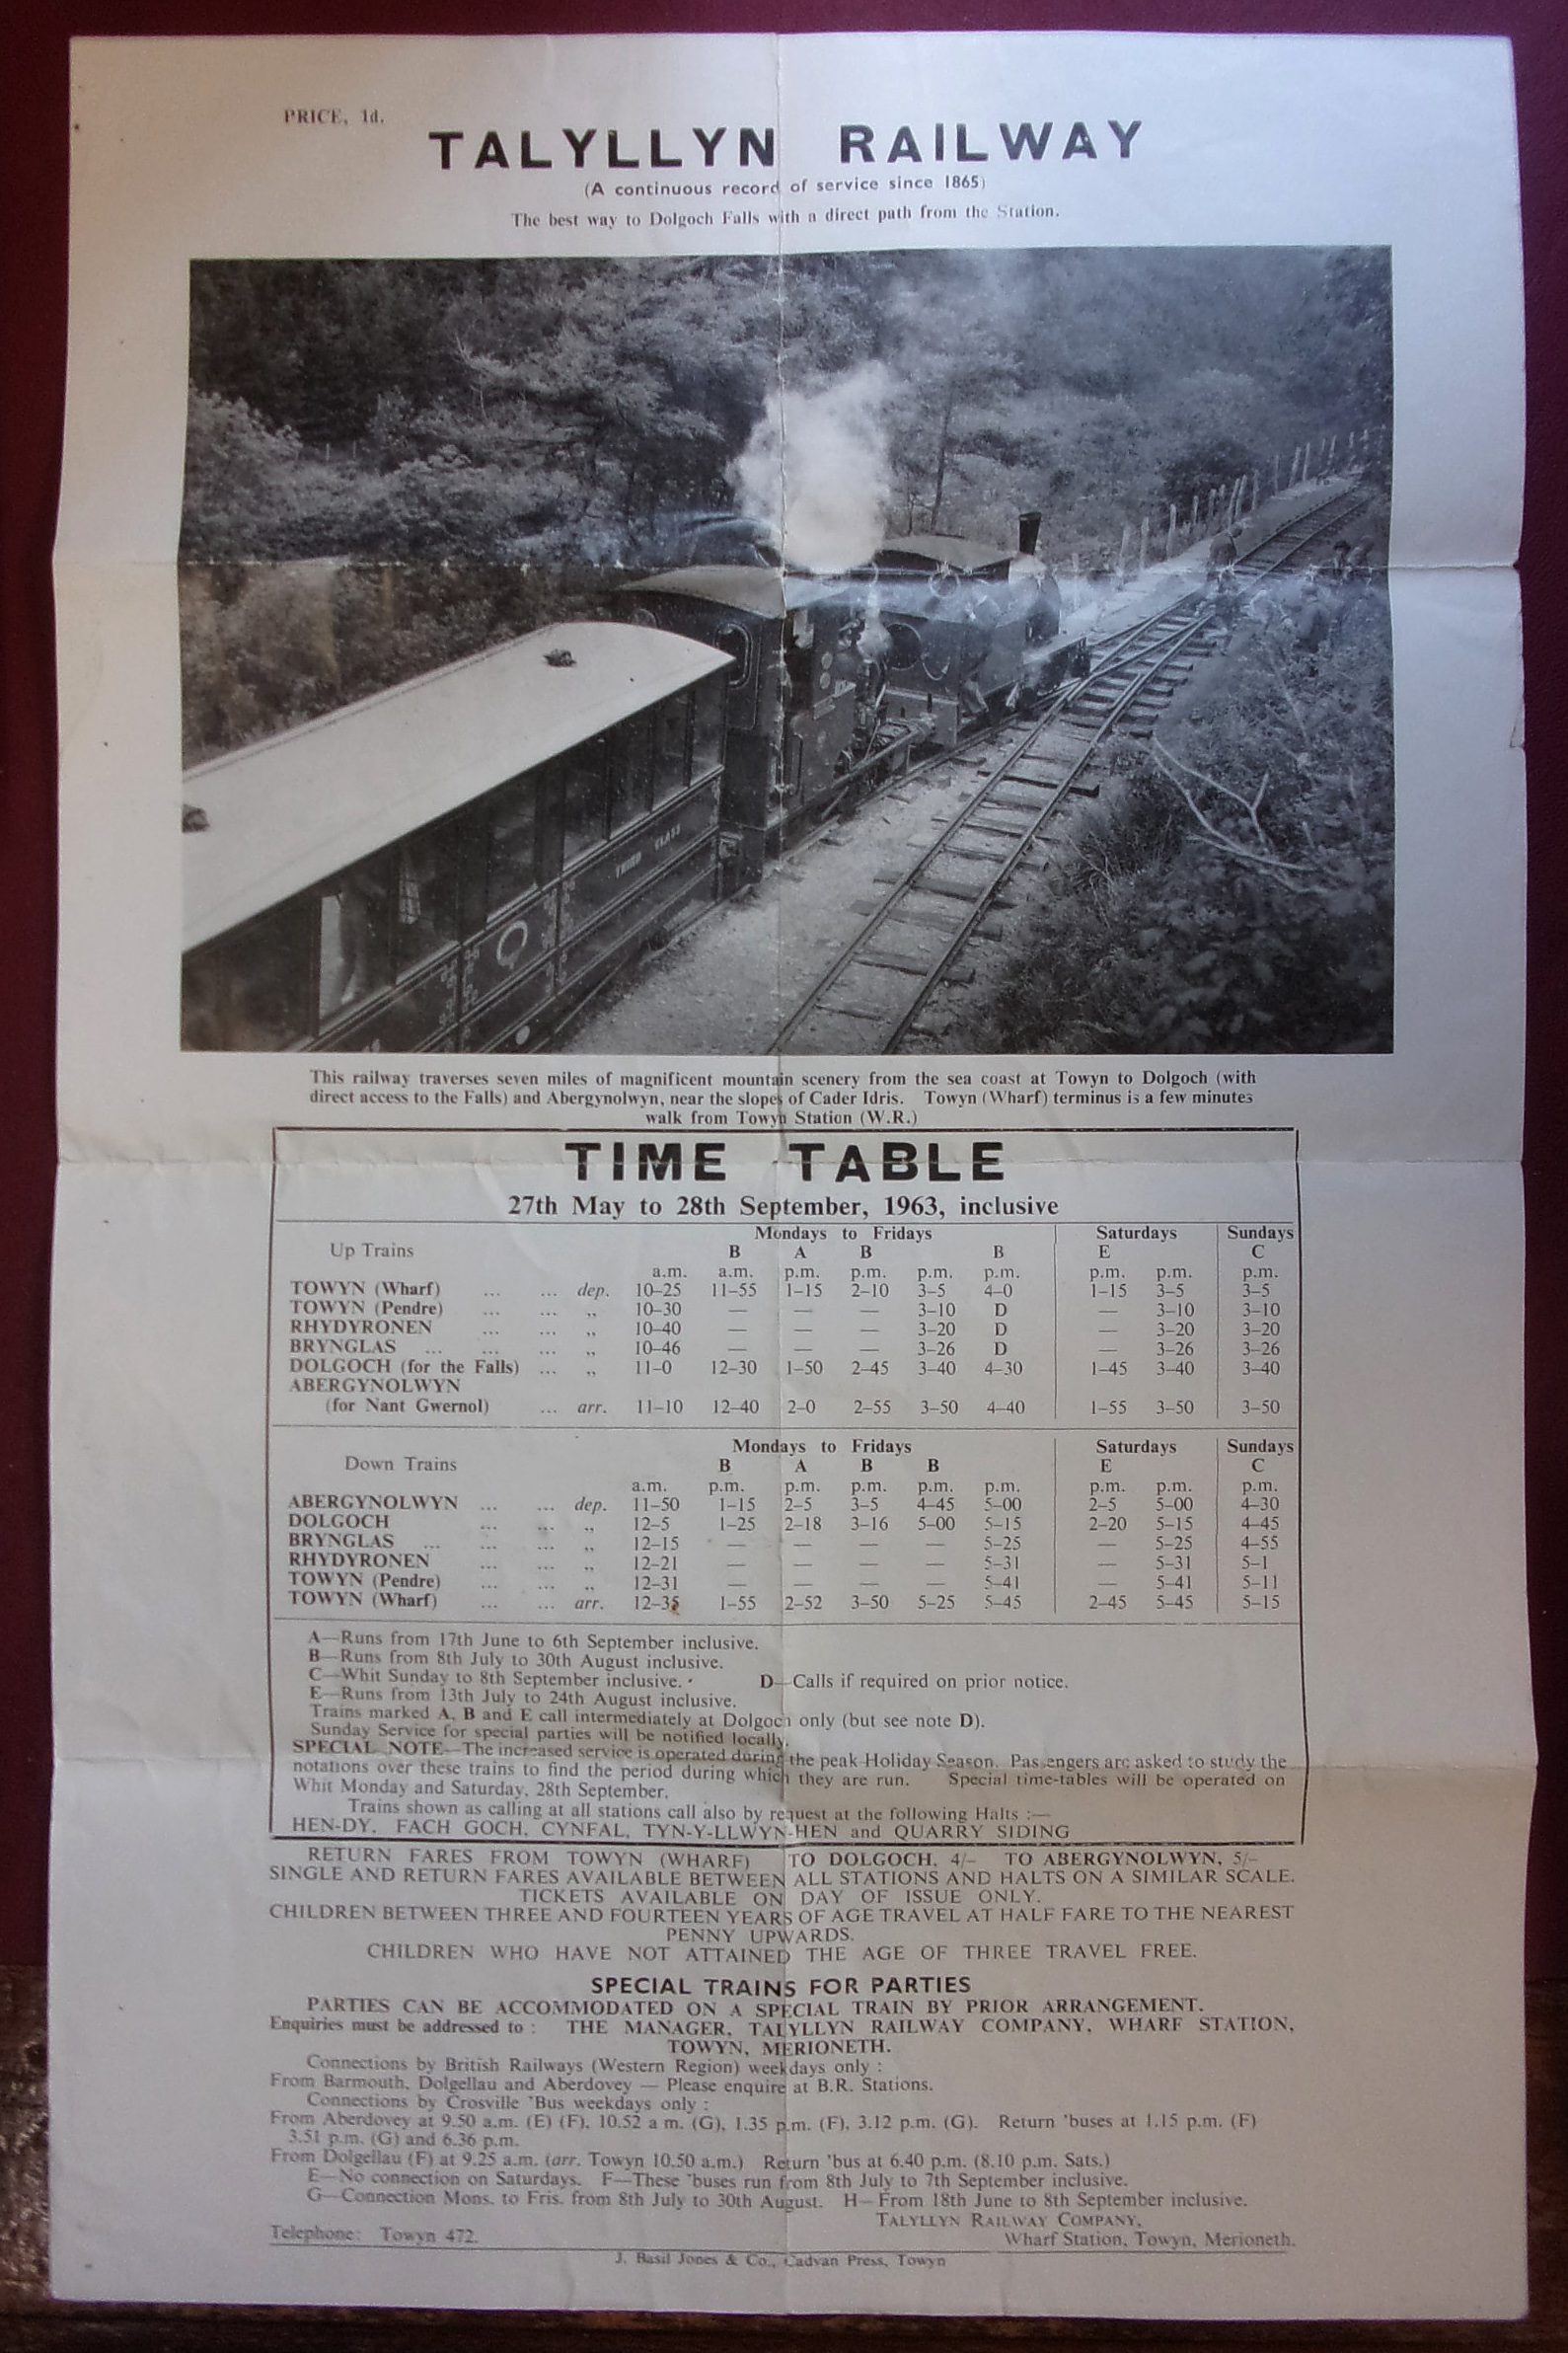 PRICE, 1d.
TALYLLYN RAILWAY
(A continuous record of service since 1865)
The best way to Dolgoch Falls with a direct path from the Station.
THIRD CLASS
This railway traverses seven miles of magnificent mountain scenery from the sea coast at Towyn to Dolgoch (with
direct access to the Falls) and Abergynolwyn, near the slopes of Cader Idris. Towyn (Wharf) terminus is a few minutes
walk from Towyn Station (W.R.)
TIME TABLE
27th May to 28th September, 1963, inclusive
Mondays to Fridays Saturdays Sundays
Up Trains B A B B E C
a.m. a.m. p.m. p.m. p.m. p.m. p.m. p.m. p.m.
TOWYN (Wharf) ... ... dep. 10–25 11–55 1–15 2–10 3–5 4–0 1–15 3–5 3–5
TOWYN (Pendre) ... ... ,, 10–30 — — — 3–10 D — 3–10 3–10
RHYDYRONEN ... ... ,, 10–40 — — — 3–20 D — 3–20 3–20
BRYNGLAS ... ... ... ,, 10–46 — — — 3–26 D — 3–26 3–26
DOLGOCH (for the Falls) ... ,, 11–0 12–30 1–50 2–45 3–40 4–30 1–45 3–40 3–40
ABERGYNOLWYN
(for Nant Gwernol) ... arr. 11–10 12–40 2–0 2–55 3–50 4–40 1–55 3–50 3–50
Mondays to Fridays Saturdays Sundays
Down Trains B A B B E C
a.m. p.m. p.m. p.m. p.m. p.m. p.m. p.m. p.m.
ABERGYNOLWYN ... ... dep. 11–50 1–15 2–5 3–5 4–45 5–00 2–5 5–00 4–30
DOLGOCH ... ... ,, 12–5 1–25 2–18 3–16 5–00 5–15 2–20 5–15 4–45
BRYNGLAS ... ... ... ,, 12–15 — — — — 5–25 — 5–25 4–55
RHYDYRONEN ... ... ,, 12–21 — — — — 5–31 — 5–31 5–1
TOWYN (Pendre) ... ... ,, 12–31 — — — — 5–41 — 5–41 5–11
TOWYN (Wharf) ... ... arr. 12–35 1–55 2–52 3–50 5–25 5–45 2–45 5–45 5–15
A—Runs from 17th June to 6th September inclusive.
B—Runs from 8th July to 30th August inclusive.
C—Whit Sunday to 8th September inclusive. D—Calls if required on prior notice.
E—Runs from 13th July to 24th August inclusive.
Trains marked A, B and E call intermediately at Dolgoch only (but see note D).
Sunday Service for special parties will be notified locally.
SPECIAL NOTE—The increased service is operated during the peak Holiday Season. Passengers are asked to study the
notations over these trains to find the period during which they are run. Special time-tables will be operated on
Whit Monday and Saturday, 28th September.
Trains shown as calling at all stations call also by request at the following Halts :—
HEN-DY, FACH GOCH, CYNFAL, TYN-Y-LLWYN-HEN and QUARRY SIDING
RETURN FARES FROM TOWYN (WHARF) TO DOLGOCH, 4/– TO ABERGYNOLWYN, 5/–
SINGLE AND RETURN FARES AVAILABLE BETWEEN ALL STATIONS AND HALTS ON A SIMILAR SCALE.
TICKETS AVAILABLE ON DAY OF ISSUE ONLY.
CHILDREN BETWEEN THREE AND FOURTEEN YEARS OF AGE TRAVEL AT HALF FARE TO THE NEAREST
PENNY UPWARDS.
CHILDREN WHO HAVE NOT ATTAINED THE AGE OF THREE TRAVEL FREE.
SPECIAL TRAINS FOR PARTIES
PARTIES CAN BE ACCOMMODATED ON A SPECIAL TRAIN BY PRIOR ARRANGEMENT.
Enquiries must be addressed to : THE MANAGER, TALYLLYN RAILWAY COMPANY, WHARF STATION,
TOWYN, MERIONETH.
Connections by British Railways (Western Region) weekdays only :
From Barmouth, Dolgellau and Aberdovey — Please enquire at B.R. Stations.
Connections by Crosville 'Bus weekdays only :
From Aberdovey at 9.50 a.m. (E) (F), 10.52 a m. (G), 1.35 p.m. (F), 3.12 p.m. (G). Return 'buses at 1.15 p.m. (F)
3.51 p.m. (G) and 6.36 p.m.
From Dolgellau (F) at 9.25 a.m. (arr. Towyn 10.50 a.m.) Return 'bus at 6.40 p.m. (8.10 p.m. Sats.)
E—No connection on Saturdays. F—These 'buses run from 8th July to 7th September inclusive.
G—Connection Mons. to Fris. from 8th July to 30th August. H—From 18th June to 8th September inclusive.
TALYLLYN RAILWAY COMPANY,
Telephone: Towyn 472. Wharf Station, Towyn, Merioneth.
J. Basil Jones & Co., Cadvan Press, Towyn